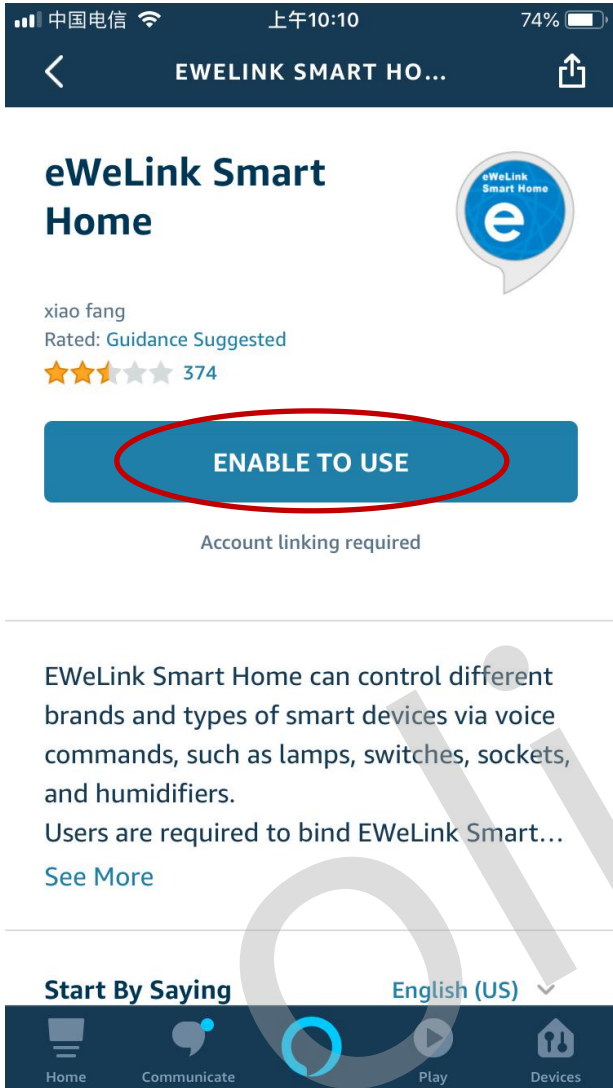 中国电信 上午10:10 74%
EWELINK SMART HO...
eWeLink Smart
Home
eWeLink
Smart Home
e
xiao fang
Rated: Guidance Suggested
374
ENABLE TO USE
Account linking required
EWeLink Smart Home can control different
brands and types of smart devices via voice
commands, such as lamps, switches, sockets,
and humidifiers.
Users are required to bind EWeLink Smart...
See More
Start By Saying English (US)
Home Communicate Play Devices